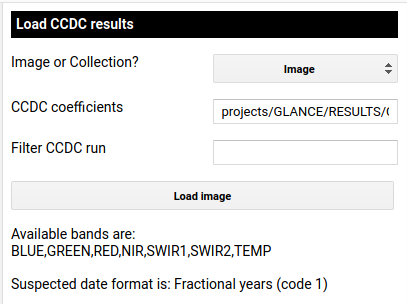 Load CCDC results
Image or Collection?
Image
CCDC coefficients
projects/GLANCE/RESULTS/
Filter CCDC run
Load image
Available bands are:
BLUE,GREEN,RED,NIR,SWIR1,SWIR2,TEMP
Suspected date format is: Fractional years (code 1)